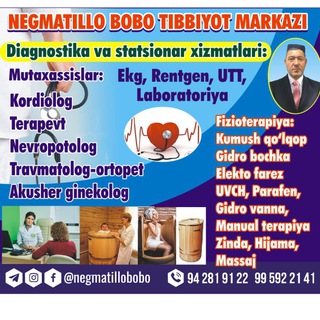 NEGMATILLO BOBO TIBBIYOT MARKAZI
Diagnostika va statsionar xizmatlari:
Mutaxassislar:
Kordiolog
Terapevt
Nevropotolog
Travmatolog-ortopet
Akusher ginekolog
Ekg, Rentgen, UTT,
Laboratoriya
Fizioterapiya:
Kumush qo'lqop
Gidro bochka
Elekto farez
UVCH, Parafen,
Gidro vanna,
Manual terapiya
Zinda, Hijama,
Massaj
@negmatillobobo
94 281 91 22 99 592 21 41